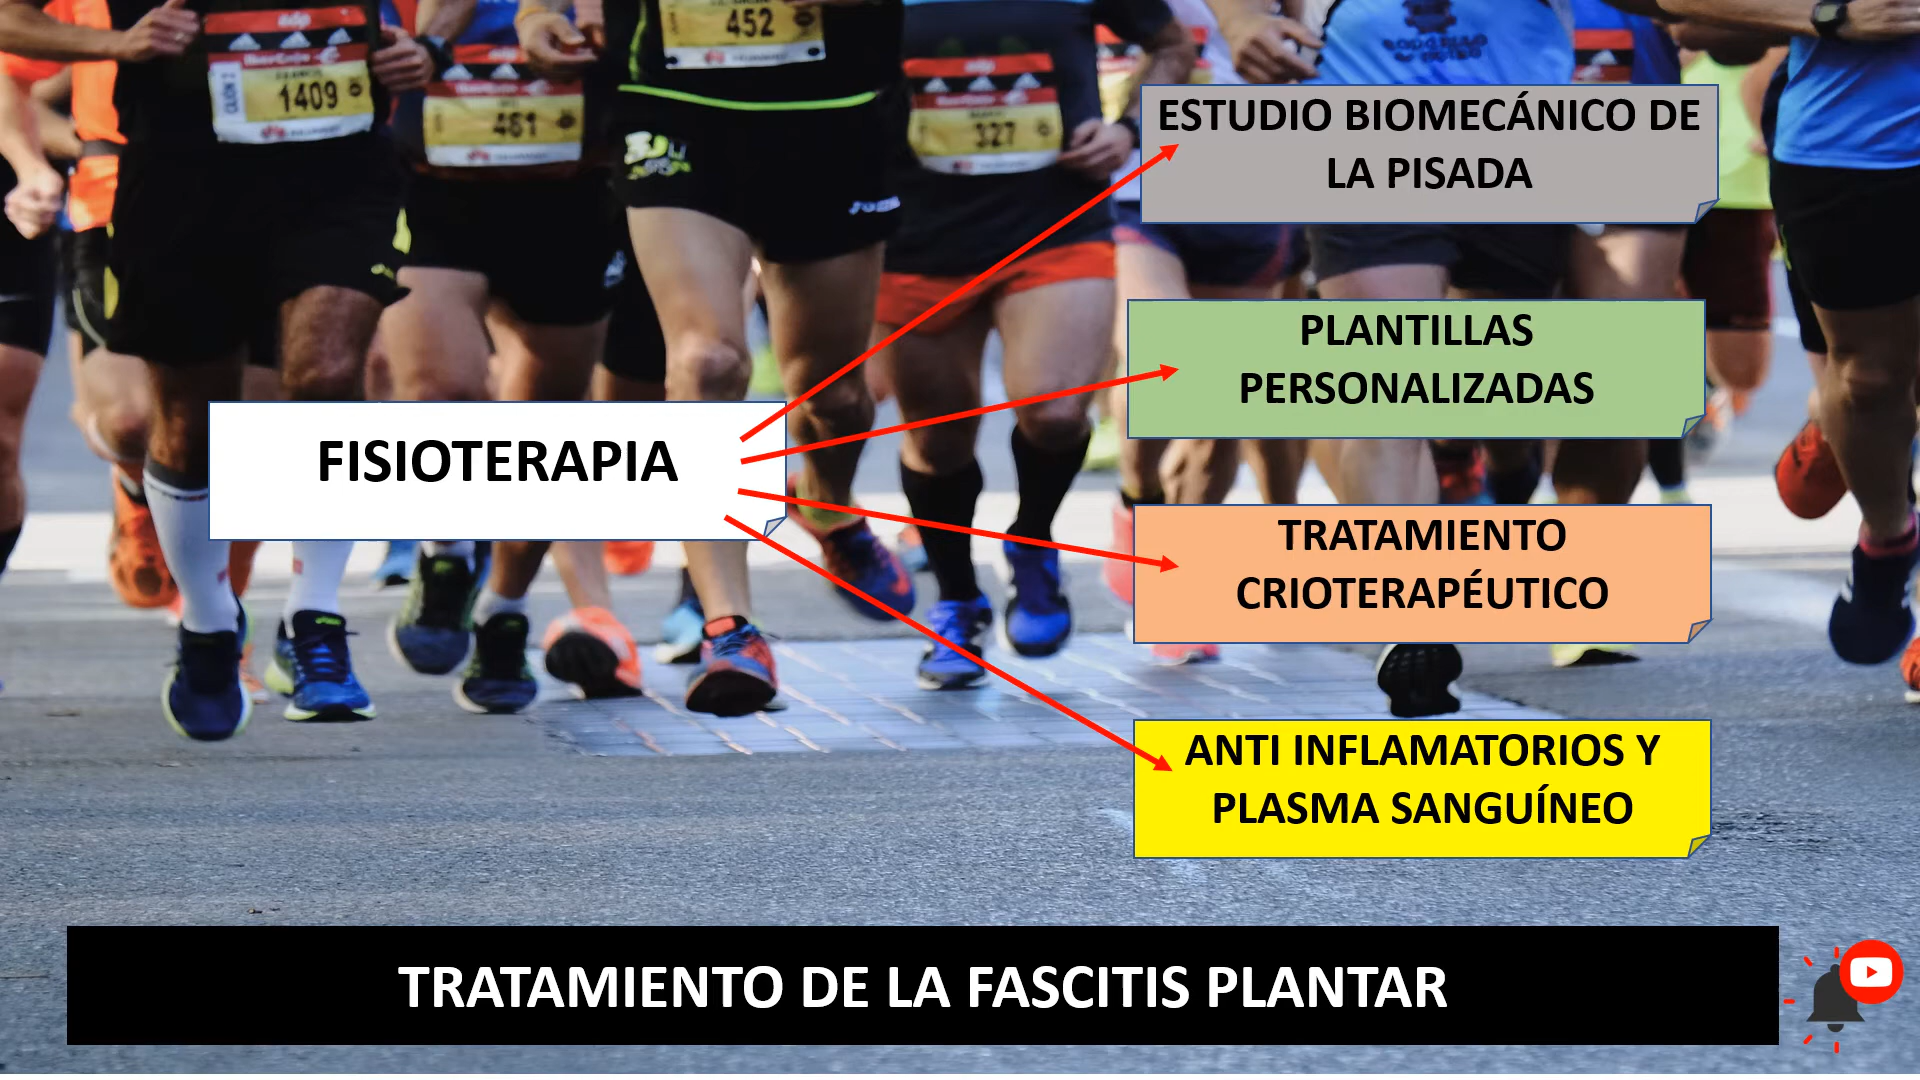 452
1409
461
327
ESTUDIO BIOMECÁNICO DE
LA PISADA
PLANTILLAS
PERSONALIZADAS
FISIOTERAPIA
TRATAMIENTO
CRIOTERAPÉUTICO
ANTI INFLAMATORIOS Y
PLASMA SANGUÍNEO
TRATAMIENTO DE LA FASCITIS PLANTAR